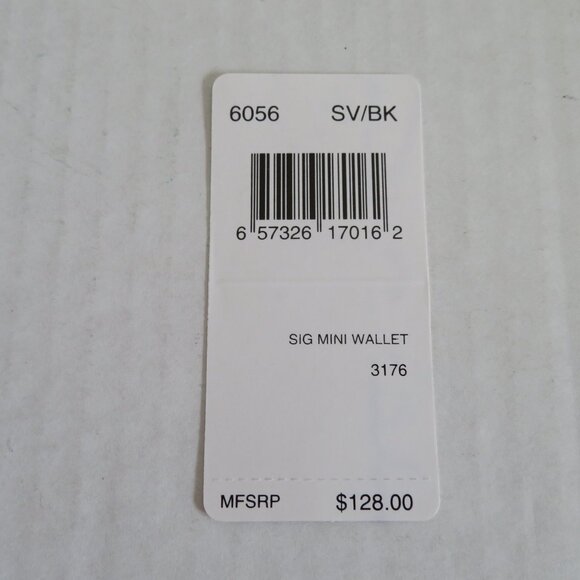 6056 SV/BK
6 57326 17016 2
SIG MINI WALLET
3176
MFSRP $128.00